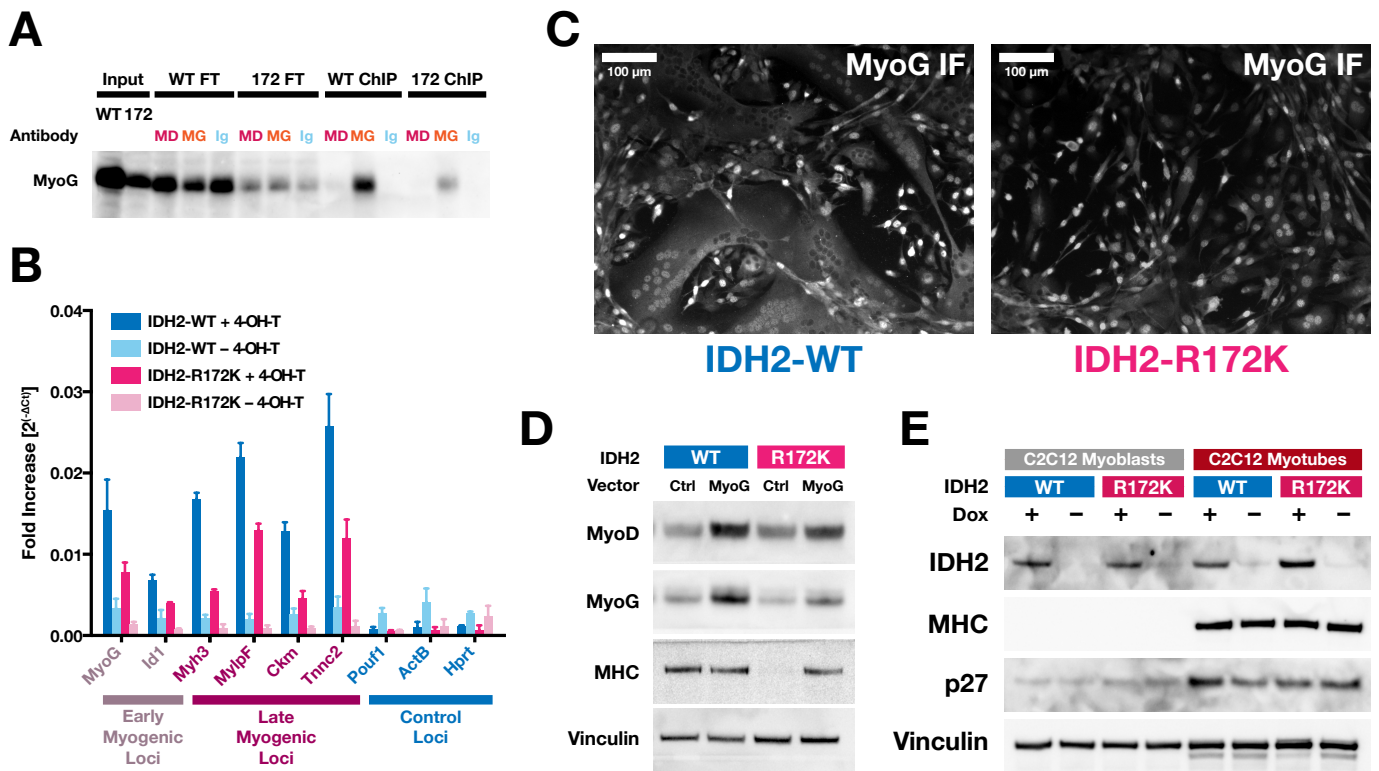 A
Input WT FT 172 FT WT ChIP 172 ChIP
WT 172
Antibody MD MG Ig MD MG Ig MD MG Ig MD MG Ig
MyoG
B
Fold Increase [2^(-ΔCt)]
0.04
0.03
0.02
0.01
0.00
IDH2-WT + 4-OH-T
IDH2-WT – 4-OH-T
IDH2-R172K + 4-OH-T
IDH2-R172K – 4-OH-T
MyoG Id1 Myh3 MylpF Ckm Tnnc2 Pouf1 ActB Hprt
Early
Myogenic
Loci
Late
Myogenic
Loci
Control
Loci
C
100 μm
MyoG IF
IDH2-WT
100 μm
MyoG IF
IDH2-R172K
D
IDH2 WT R172K
Vector Ctrl MyoG Ctrl MyoG
MyoD
MyoG
MHC
Vinculin
E
C2C12 Myoblasts C2C12 Myotubes
IDH2 WT R172K WT R172K
Dox + – + – + – + –
IDH2
MHC
p27
Vinculin